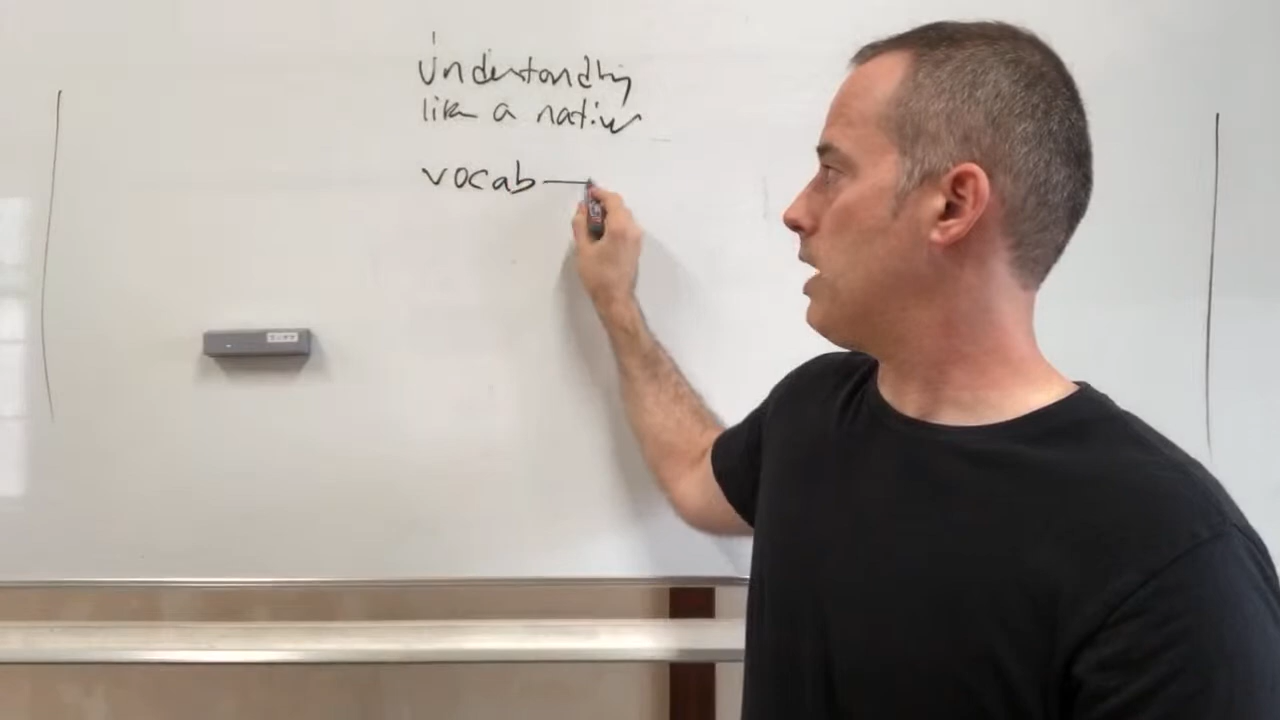 Understanding
like a native
vocab —